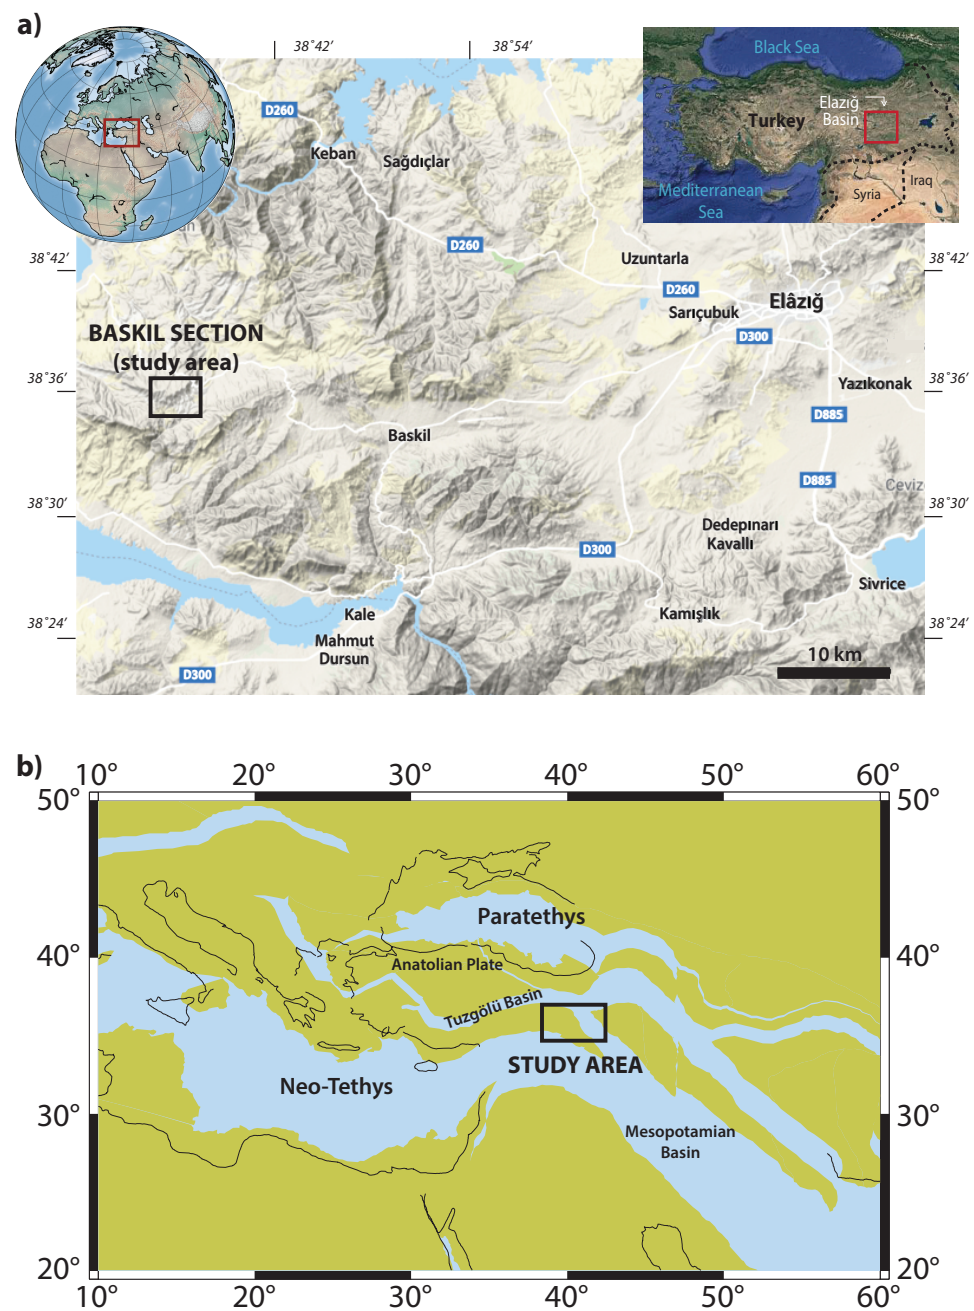 a)
38˚42’
38˚54’
Black Sea
Elazığ
Basin
Turkey
Mediterranean
Sea
Syria
Iraq
D260
Keban
Sağdıçlar
D260
38˚42’
38˚42’
Uzuntarla
D260
Elâzığ
Sarıçubuk
D300
BASKIL SECTION
(study area)
38˚36’
38˚36’
Yazıkonak
D885
Baskil
D885
Ceviz
38˚30’
38˚30’
Dedepınarı
Kavallı
D300
Sivrice
Kale
Kamışlık
38˚24’
38˚24’
Mahmut
Dursun
10 km
D300
b)
10° 20° 30° 40° 50° 60°
50° 50°
Paratethys
40° 40°
Anatolian Plate
Tuzgölü Basin
STUDY AREA
Neo-Tethys
30° 30°
Mesopotamian
Basin
20° 20°
10° 20° 30° 40° 50° 60°